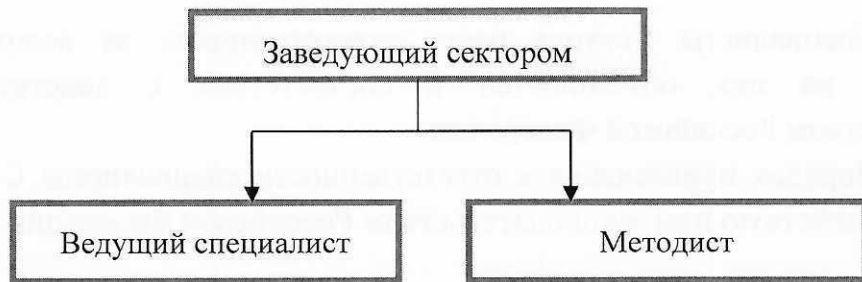 Заведующий сектором
Ведущий специалист
Методист